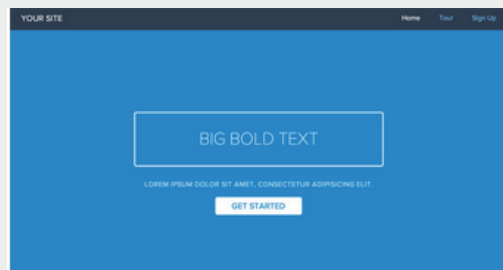 YOUR SITE
Home Tour Sign Up
BIG BOLD TEXT
LOREM IPSUM DOLOR SIT AMET, CONSECTETUR ADIPISICING ELIT.
GET STARTED